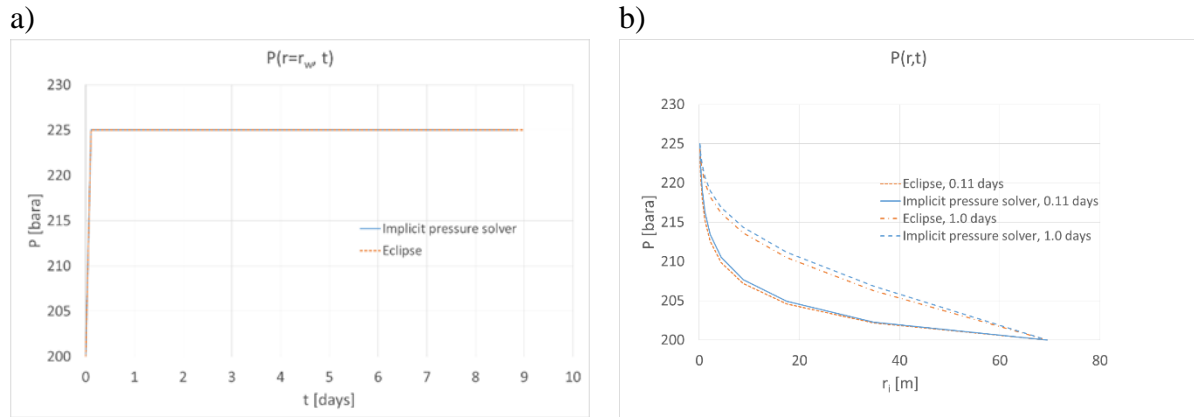 a)
P(r=rw, t)
230
225
220
215
210
205
200
P [bara]
0 1 2 3 4 5 6 7 8 9 10
t [days]
Implicit pressure solver
Eclipse
b)
P(r,t)
230
225
220
215
210
205
200
P [bara]
0 20 40 60 80
ri [m]
Eclipse, 0.11 days
Implicit pressure solver, 0.11 days
Eclipse, 1.0 days
Implicit pressure solver, 1.0 days